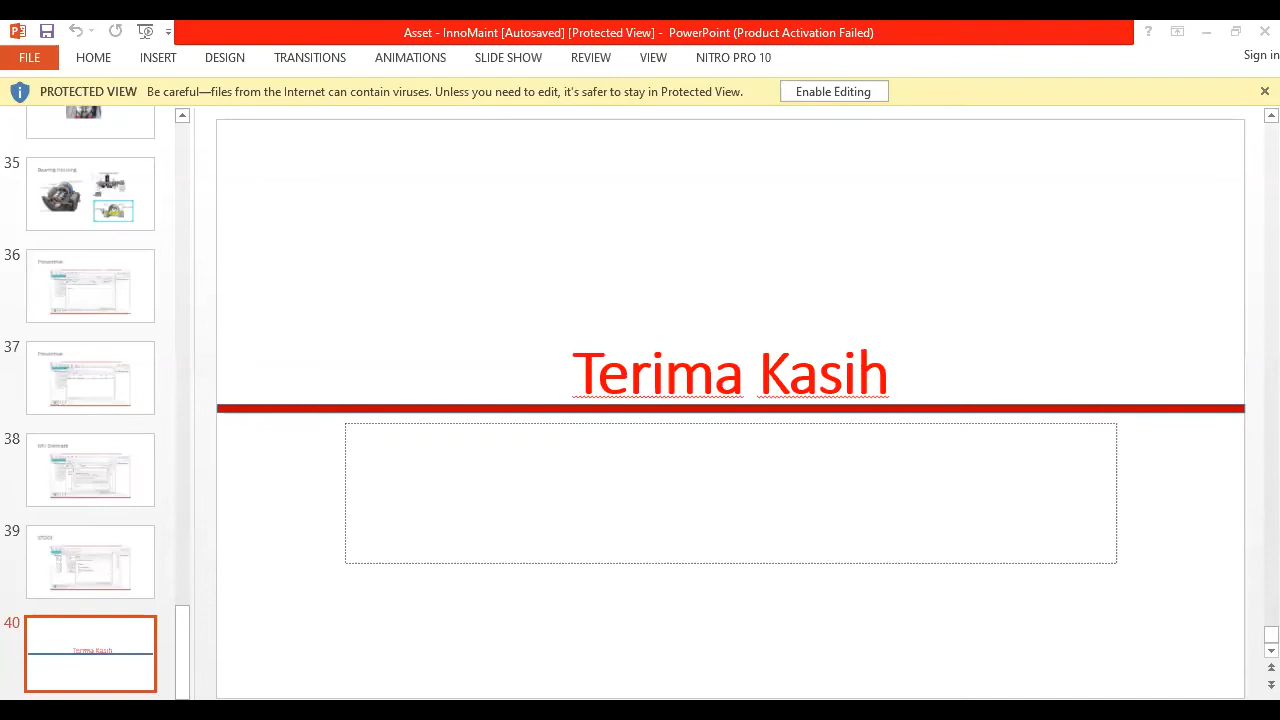 Asset - InnoMaint [Autosaved] [Protected View] - PowerPoint (Product Activation Failed)
FILE HOME INSERT DESIGN TRANSITIONS ANIMATIONS SLIDE SHOW REVIEW VIEW NITRO PRO 10 Sign in
PROTECTED VIEW Be careful—files from the Internet can contain viruses. Unless you need to edit, it's safer to stay in Protected View. Enable Editing
35
36
37
38
39
40
Terima Kasih
Terima Kasih